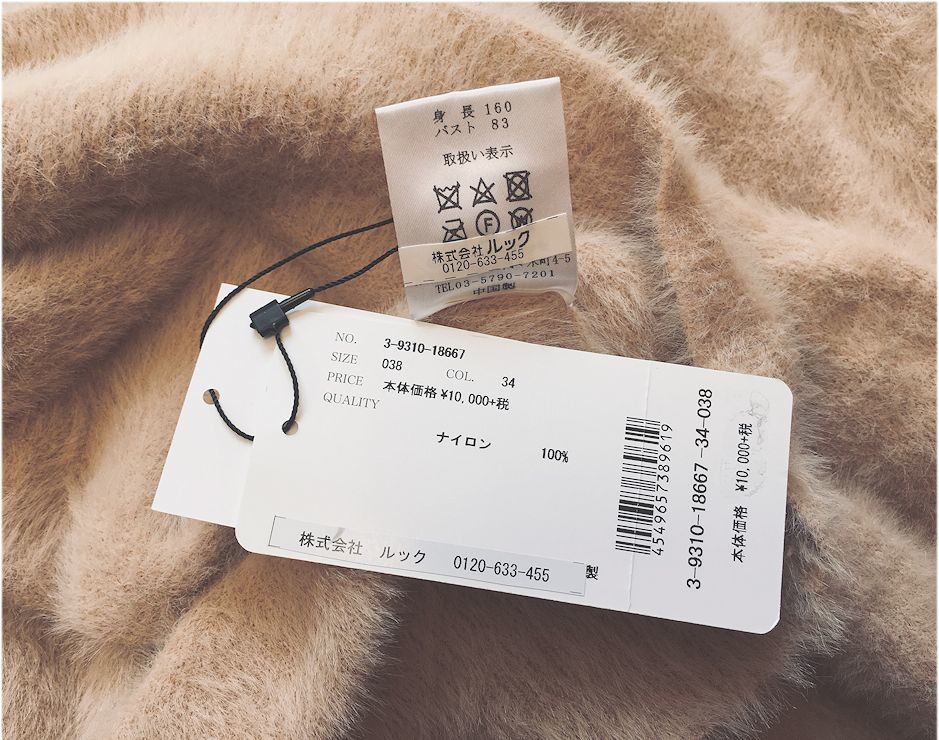 身長 160
バスト 83
取扱い表示
F
株式会社 ルック
0120-633-455
町4-5
TEL03-5790-7201
中国製
NO. 3-9310-18667
SIZE 038 COL. 34
PRICE 本体価格 ¥10,000+税
QUALITY
ナイロン 100%
株式会社 ルック 0120-633-455
製
4549657389619
3-9310-18667 -34-038
本体価格 ¥10,000+税